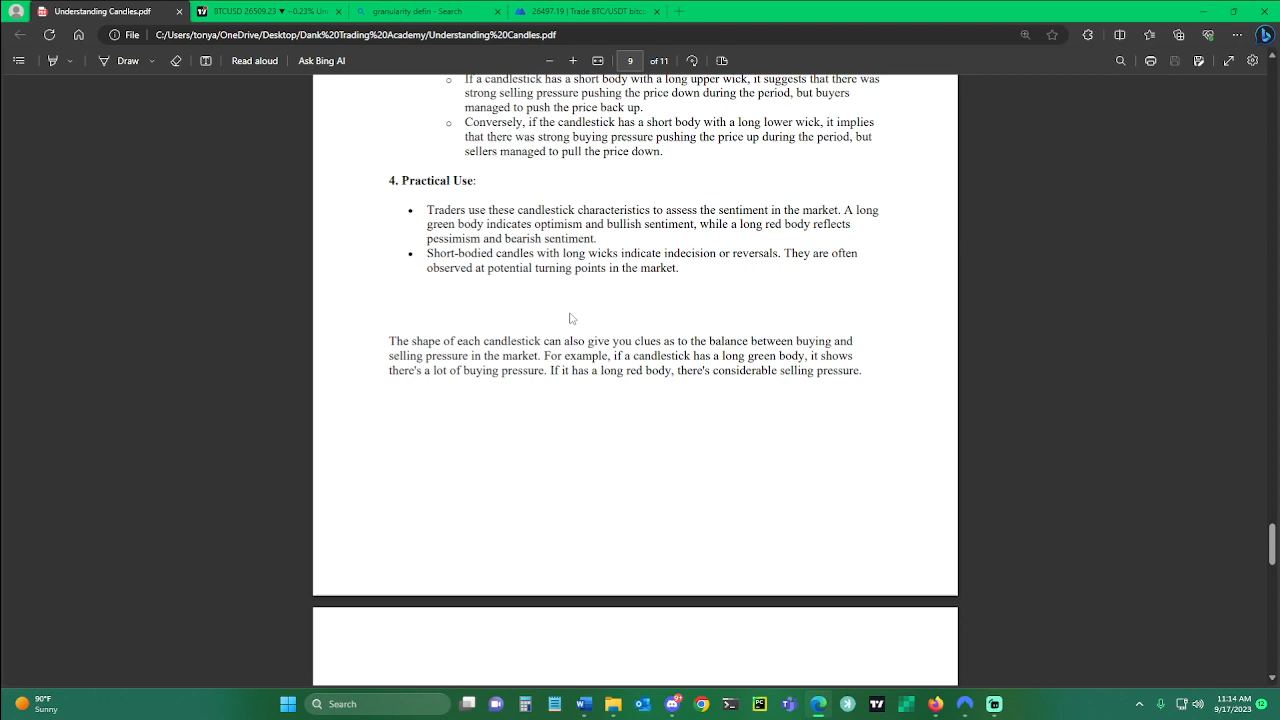 Understanding Candles.pdf
BTCUSD 26509.23 ▼ −0.23% Un
granularity defin - Search
26497.19 | Trade BTC/USDT bitco
File
C:/Users/tonya/OneDrive/Desktop/Dank%20Trading%20Academy/Understanding%20Candles.pdf
Draw
Read aloud
Ask Bing AI
9 of 11
o If a candlestick has a short body with a long upper wick, it suggests that there was
strong selling pressure pushing the price down during the period, but buyers
managed to push the price back up.
o Conversely, if the candlestick has a short body with a long lower wick, it implies
that there was strong buying pressure pushing the price up during the period, but
sellers managed to pull the price down.
4. Practical Use:
• Traders use these candlestick characteristics to assess the sentiment in the market. A long
green body indicates optimism and bullish sentiment, while a long red body reflects
pessimism and bearish sentiment.
• Short-bodied candles with long wicks indicate indecision or reversals. They are often
observed at potential turning points in the market.
The shape of each candlestick can also give you clues as to the balance between buying and
selling pressure in the market. For example, if a candlestick has a long green body, it shows
there's a lot of buying pressure. If it has a long red body, there's considerable selling pressure.
90°F
Sunny
Search
11:14 AM
9/17/2023